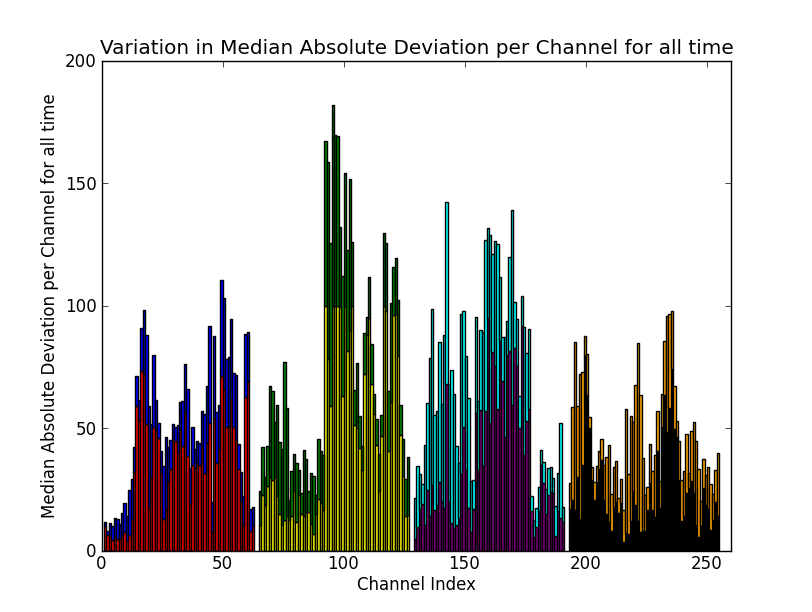 Variation in Median Absolute Deviation per Channel for all time
Median Absolute Deviation per Channel for all time
200
150
100
50
0
0 50 100 150 200 250
Channel Index